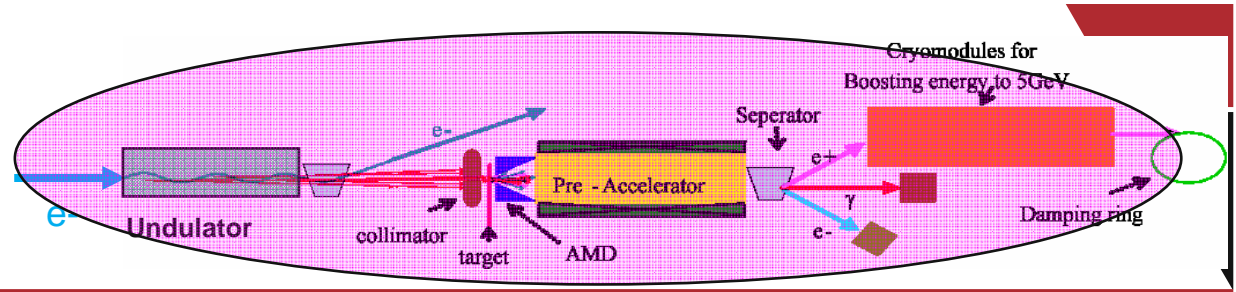 Cryomodules for
Boosting energy to 5GeV
Seperator
e-
e+
Pre - Accelerator
γ
e-
Undulator
collimator
Damping ring
e-
target
AMD